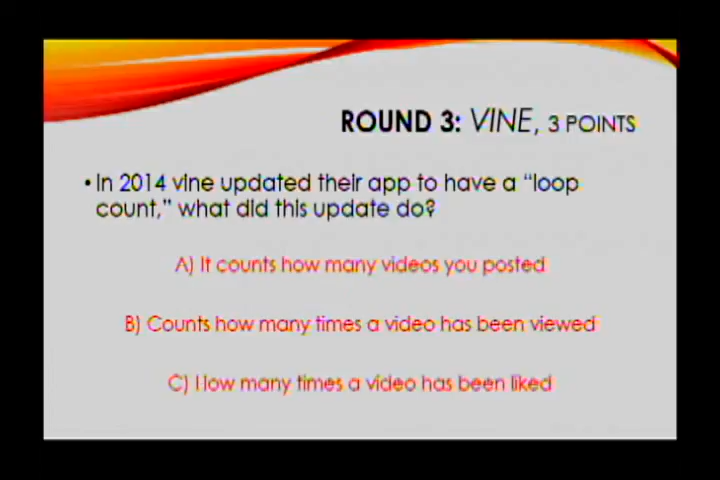 ROUND 3: VINE, 3 POINTS
• In 2014 vine updated their app to have a “loop
count,” what did this update do?
A) It counts how many videos you posted
B) Counts how many times a video has been viewed
C) How many times a video has been liked